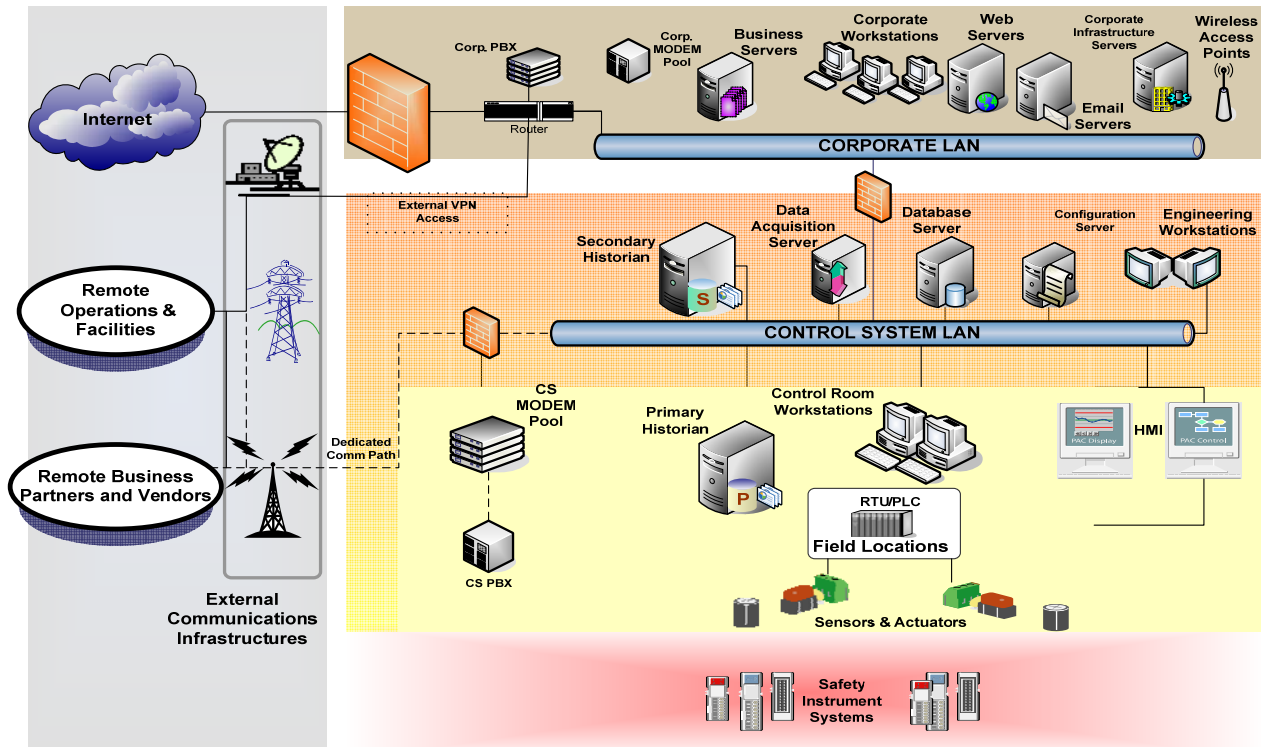 Internet
Corp. PBX
Router
Corp.
MODEM
Pool
Business
Servers
Corporate
Workstations
Web
Servers
Email
Servers
Corporate
Infrastructure
Servers
Wireless
Access
Points
CORPORATE LAN
External VPN
Access
Secondary
Historian
S
Data
Acquisition
Server
Database
Server
Configuration
Server
Engineering
Workstations
CONTROL SYSTEM LAN
Remote
Operations &
Facilities
Remote Business
Partners and Vendors
Dedicated
Comm Path
External
Communications
Infrastructures
CS
MODEM
Pool
CS PBX
Primary
Historian
P
Control Room
Workstations
PAC Display
HMI
PAC Control
RTU/PLC
Field Locations
Sensors & Actuators
Safety
Instrument
Systems